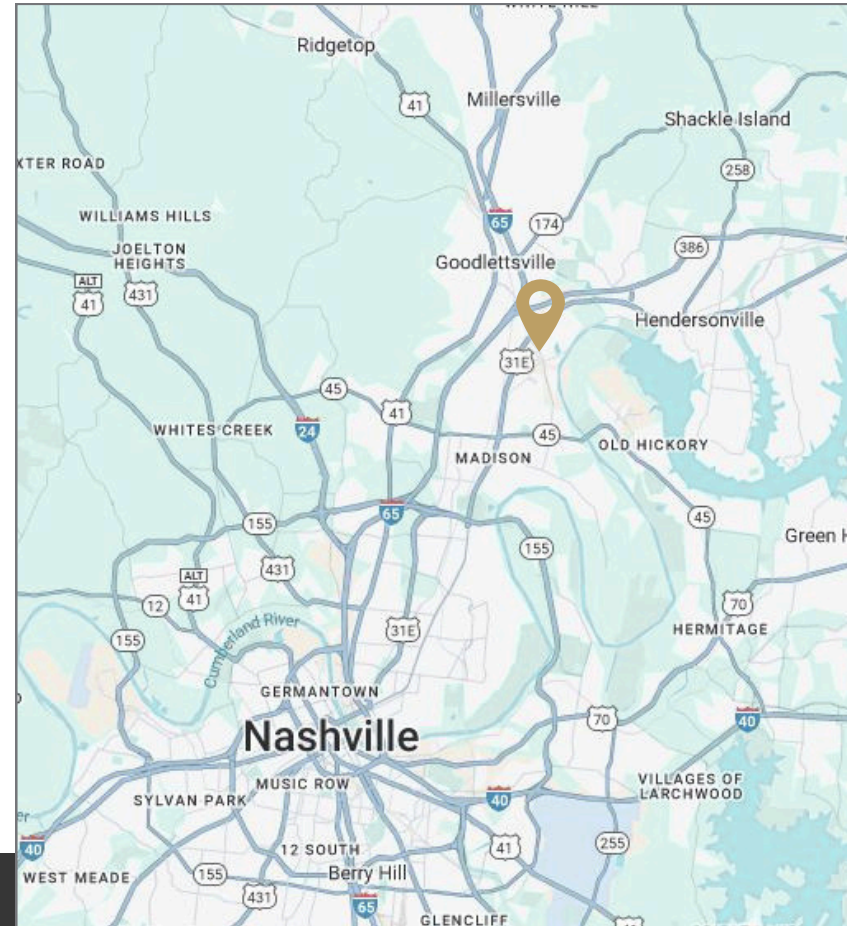 Ridgetop
41
Millersville
Shackle Island
258
WILLIAMS HILLS
65
174
JOELTON
HEIGHTS
386
Goodlettsville
ALT
41
431
Hendersonville
31E
45
41
WHITES CREEK
24
45
OLD HICKORY
MADISON
65
155
45
155
Green
431
ALT
41
12
70
155
31E
HERMITAGE
Cumberland River
GERMANTOWN
70
40
Nashville
MUSIC ROW
VILLAGES OF
LARCHWOOD
SYLVAN PARK
40
255
40
12 SOUTH
41
WEST MEADE
155
Berry Hill
431
65
GLENCLIFF